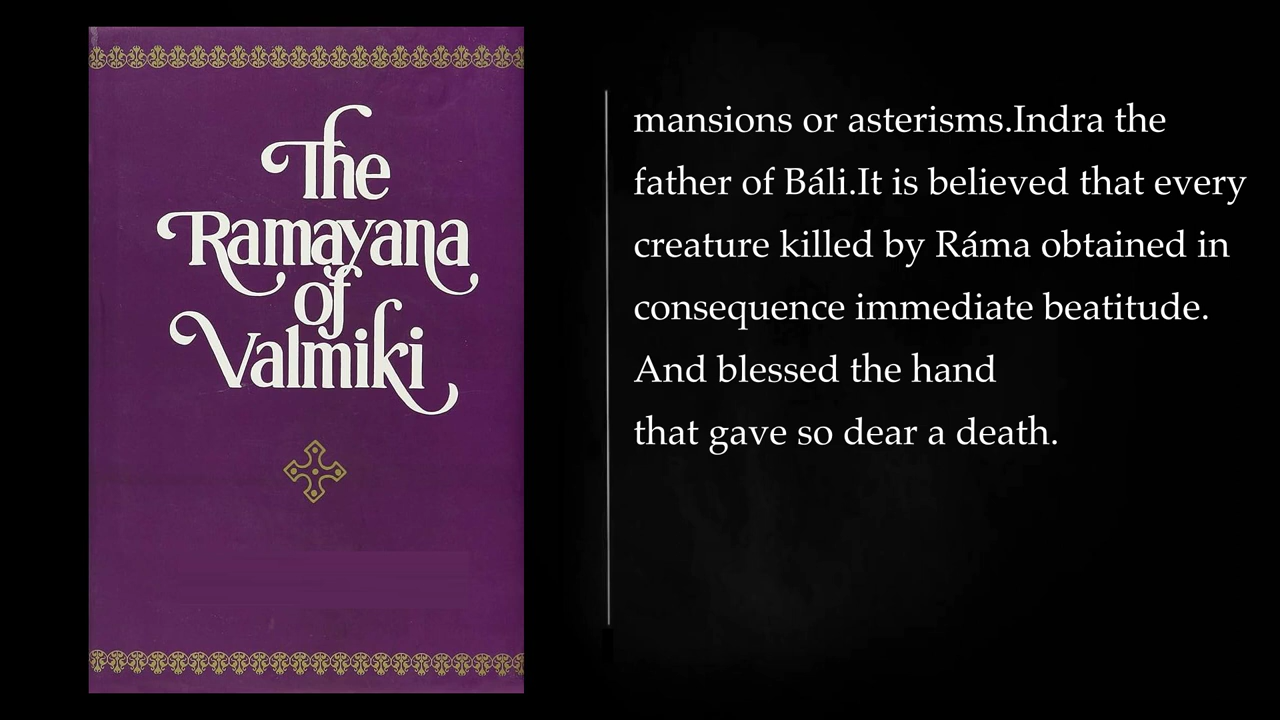 The
Ramayana
of
Valmiki
mansions or asterisms.Indra the
father of Báli.It is believed that every
creature killed by Ráma obtained in
consequence immediate beatitude.
And blessed the hand
that gave so dear a death.